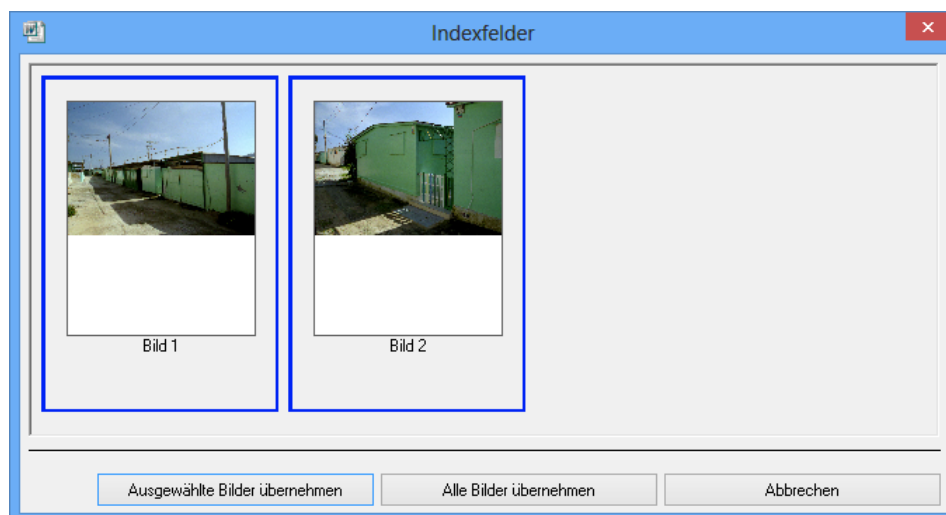 Indexfelder
Bild 1
Bild 2
Ausgewählte Bilder übernehmen
Alle Bilder übernehmen
Abbrechen